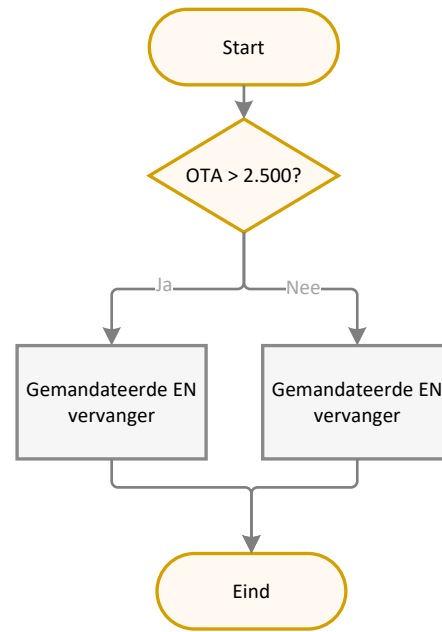 Start
OTA > 2.500?
Ja
Nee
Gemandateerde EN
vervanger
Gemandateerde EN
vervanger
Eind